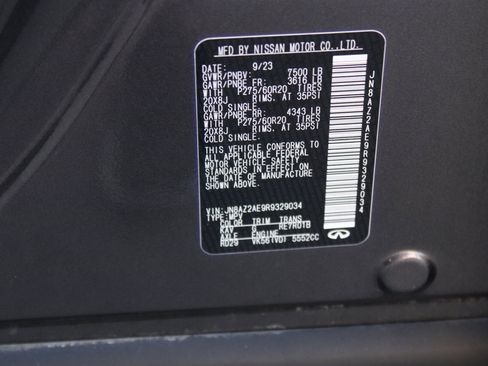 MFD BY NISSAN MOTOR CO.,LTD.
DATE: 9/23
GVWR/PNBV: 7500 LB
GAWR/PNBE FR: 3616 LB
WITH P275/60R20 TIRES
20X8J RIMS, AT 35PSI
COLD SINGLE.
GAWR/PNBE RR: 4343 LB
WITH P275/60R20 TIRES
20X8J RIMS, AT 35PSI
COLD SINGLE.
THIS VEHICLE CONFORMS TO
ALL APPLICABLE FEDERAL
MOTOR VEHICLE SAFETY
STANDARDS IN EFFECT ON
THE DATE OF MANUFACTURE
SHOWN ABOVE.
VIN: JN8AZ2AE9R9329034
TYPE: MPV
COLOR TRIM TRANS
KAV G RE7R01B
AXLE ENGINE
RD29 VK56(VD) 5552CC
JN8AZ2AE9R9329034